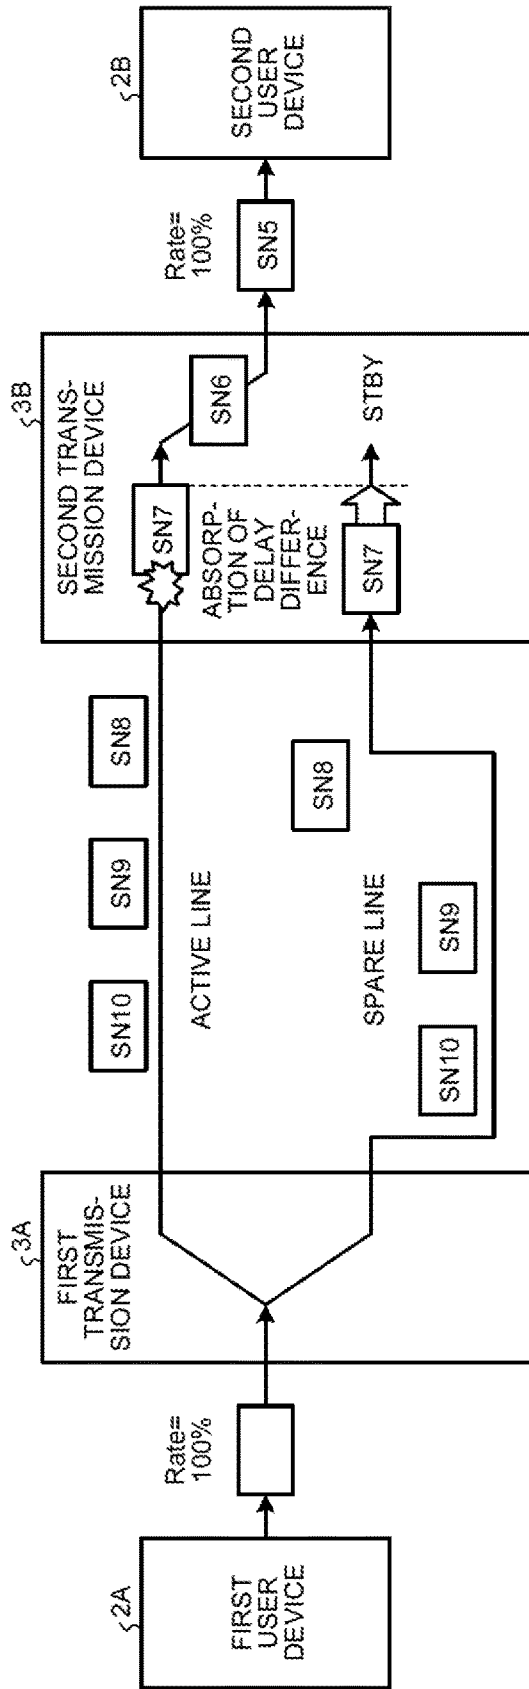 2A
FIRST
USER
DEVICE
Rate=
100%
3A
FIRST
TRANSMIS-
SION DEVICE
SN10
SN9
SN8
ACTIVE LINE
SPARE LINE
SN10
SN9
SN8
3B
SECOND TRANS-
MISSION DEVICE
SN7
SN6
ABSORP-
TION OF
DELAY
DIFFER-
ENCE
SN7
STBY
Rate=
100%
SN5
2B
SECOND
USER
DEVICE